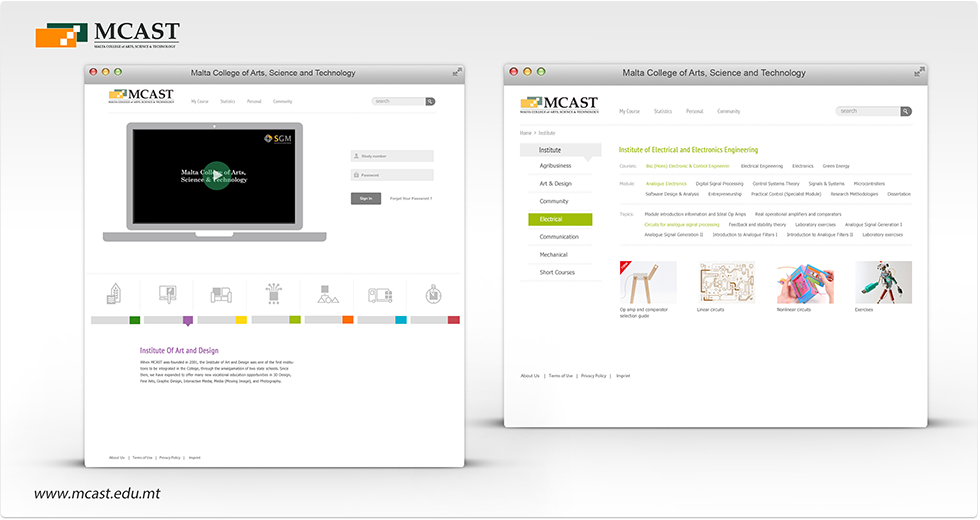 MCAST
MALTA COLLEGE of ARTS, SCIENCE & TECHNOLOGY
Malta College of Arts, Science and Technology
MCAST
MALTA COLLEGE of ARTS, SCIENCE & TECHNOLOGY
My Course Statistics Personal Community
search
SGM
Malta College of Arts,
Science & Technology
Study number
Password
Sign in Forgot Your Password ?
Institute Of Art and Design
When MCAST was founded in 2001, the Institute of Art and Design was one of the first institu-
tions to be integrated in the College, through the amalgamation of two state schools. Since
then, we have expanded to offer many new vocational education opportunities in 3D Design,
Fine Arts, Graphic Design, Interactive Media, Media (Moving Image), and Photography.
About Us | Terms of Use | Privacy Policy | Imprint
Malta College of Arts, Science and Technology
MCAST
MALTA COLLEGE of ARTS, SCIENCE & TECHNOLOGY
My Course Statistics Personal Community
search
Home > Institute
Institute
Agribusiness
Art & Design
Community
Electrical
Communication
Mechanical
Short Courses
Institute of Electrical and Electronics Engineering
Courses: Bsc (Hons) Electronic & Control Engineerin Electrical Engineering Electronics Green Energy
Module: Analogue Electronics Digital Signal Processing Control Systems Theory Signals & Systems Microcontrollers
Software Design & Analysis Entrepreneurship Practical Control (Specialist Module) Research Methodologies Dissertation
Topics: Module introduction information and Ideal Op Amps Real operational amplifiers and comparators
Circuits for analogue signal processing Feedback and stability theory Laboratory exercises Analogue Signal Generation I
Analogue Signal Generation II Introduction to Analogue Filters I Introduction to Analogue Filters II Laboratory exercises
Op amp and comparator
selection guide
Linear circuits
Nonlinear circuits
Exercises
About Us | Terms of Use | Privacy Policy | Imprint
www.mcast.edu.mt